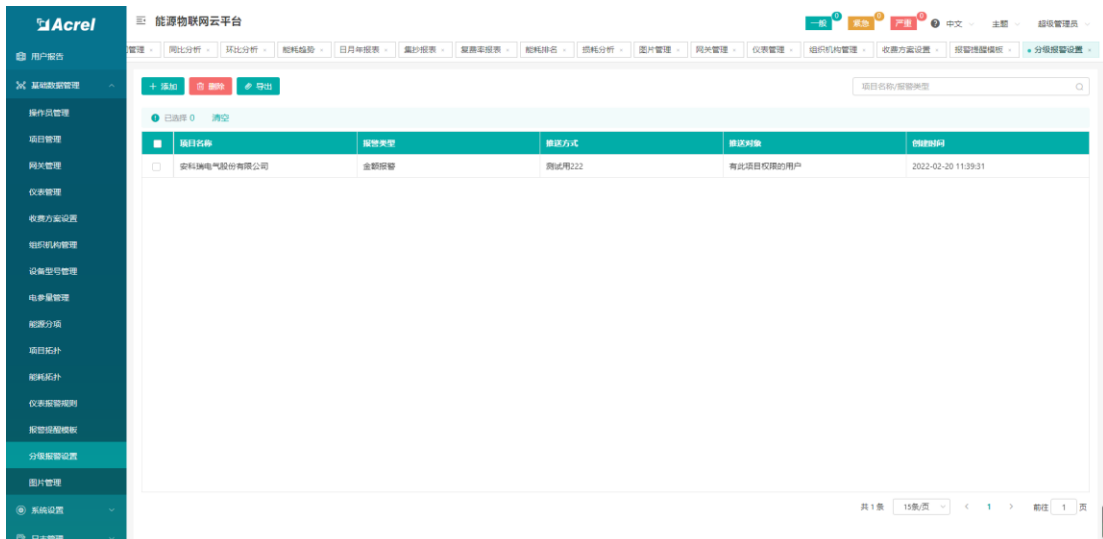 Acrel
能源物联网云平台
一般 0 紧急 0 严重 0 中文 主题 超级管理员
管理 同比分析 环比分析 能耗趋势 日月年报表 集抄报表 复费率报表 能耗排名 损耗分析 图片管理 网关管理 仪表管理 组织机构管理 收费方案设置 报警提醒模板 分级报警设置
用户报告
基础数据管理
操作员管理
项目管理
网关管理
仪表管理
收费方案设置
组织机构管理
设备型号管理
电参量管理
能源分项
项目拓扑
能耗拓扑
仪表报警规则
报警提醒模板
分级报警设置
图片管理
系统设置
日志管理
+ 添加 删除 导出 项目名称/报警类型
已选择 0 清空
项目名称 报警类型 推送方式 推送对象 创建时间
安科瑞电气股份有限公司 金额报警 测试用222 有此项目权限的用户 2022-02-20 11:39:31
共 1 条 15条/页 < 1 > 前往 1 页